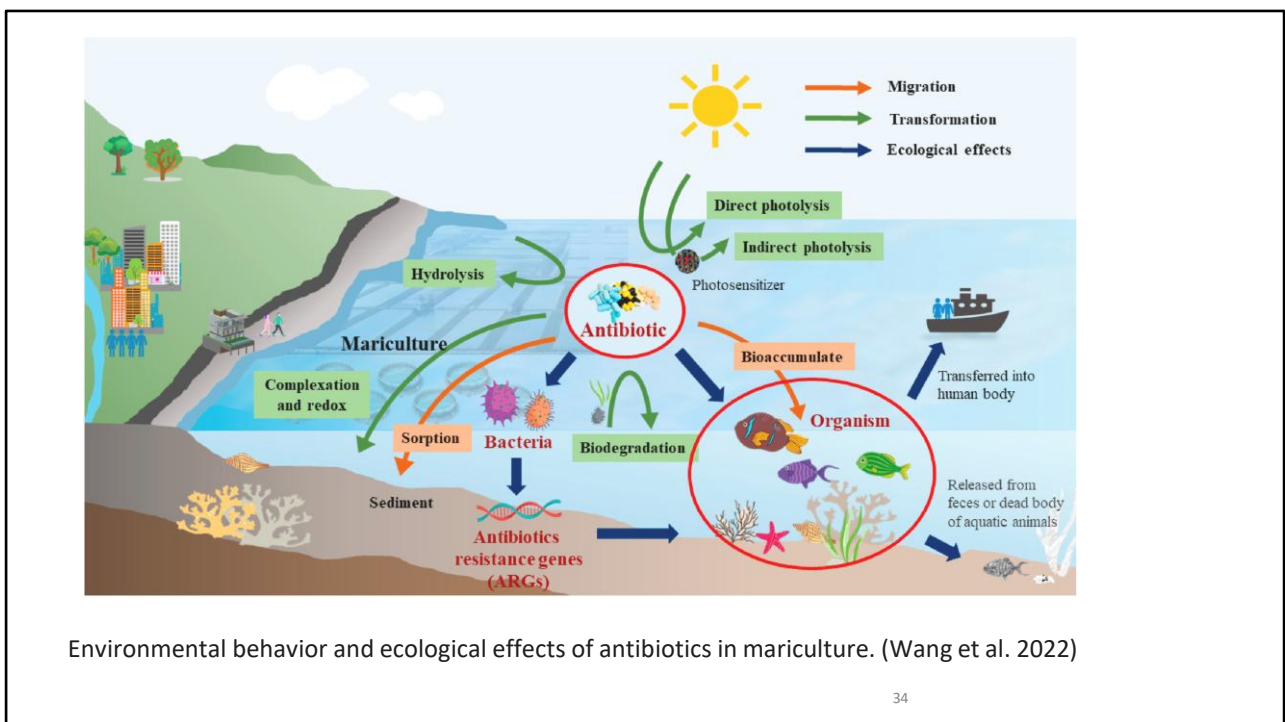 Migration
Transformation
Ecological effects
Direct photolysis
Indirect photolysis
Hydrolysis
Photosensitizer
Antibiotic
Mariculture
Bioaccumulate
Transferred into
human body
Complexation
and redox
Organism
Sorption
Bacteria
Biodegradation
Sediment
Released from
feces or dead body
of aquatic animals
Antibiotics
resistance genes
(ARGs)
Environmental behavior and ecological effects of antibiotics in mariculture. (Wang et al. 2022)
34